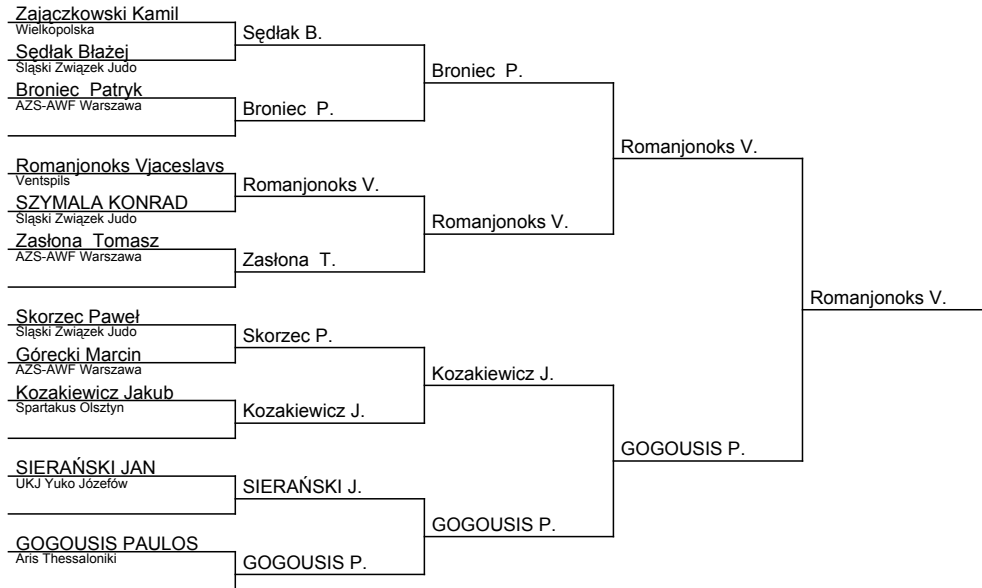 Zajączkowski Kamil
Wielkopolska
Sędłak B.
Sędłak Błażej
Śląski Związek Judo
Broniec P.
Broniec  Patryk
AZS-AWF Warszawa
Broniec  P.
Romanjonoks V.
Romanjonoks Vjaceslavs
Ventspils
Romanjonoks V.
SZYMALA KONRAD
Śląski Związek Judo
Romanjonoks V.
Zasłona  Tomasz
AZS-AWF Warszawa
Zasłona  T.
Romanjonoks V.
Skorzec Paweł
Śląski Związek Judo
Skorzec P.
Górecki Marcin
AZS-AWF Warszawa
Kozakiewicz J.
Kozakiewicz Jakub
Spartakus Olsztyn
Kozakiewicz J.
GOGOUSIS P.
SIERAŃSKI JAN
UKJ Yuko Józefów
SIERAŃSKI J.
GOGOUSIS P.
GOGOUSIS PAULOS
Aris Thessaloniki
GOGOUSIS P.